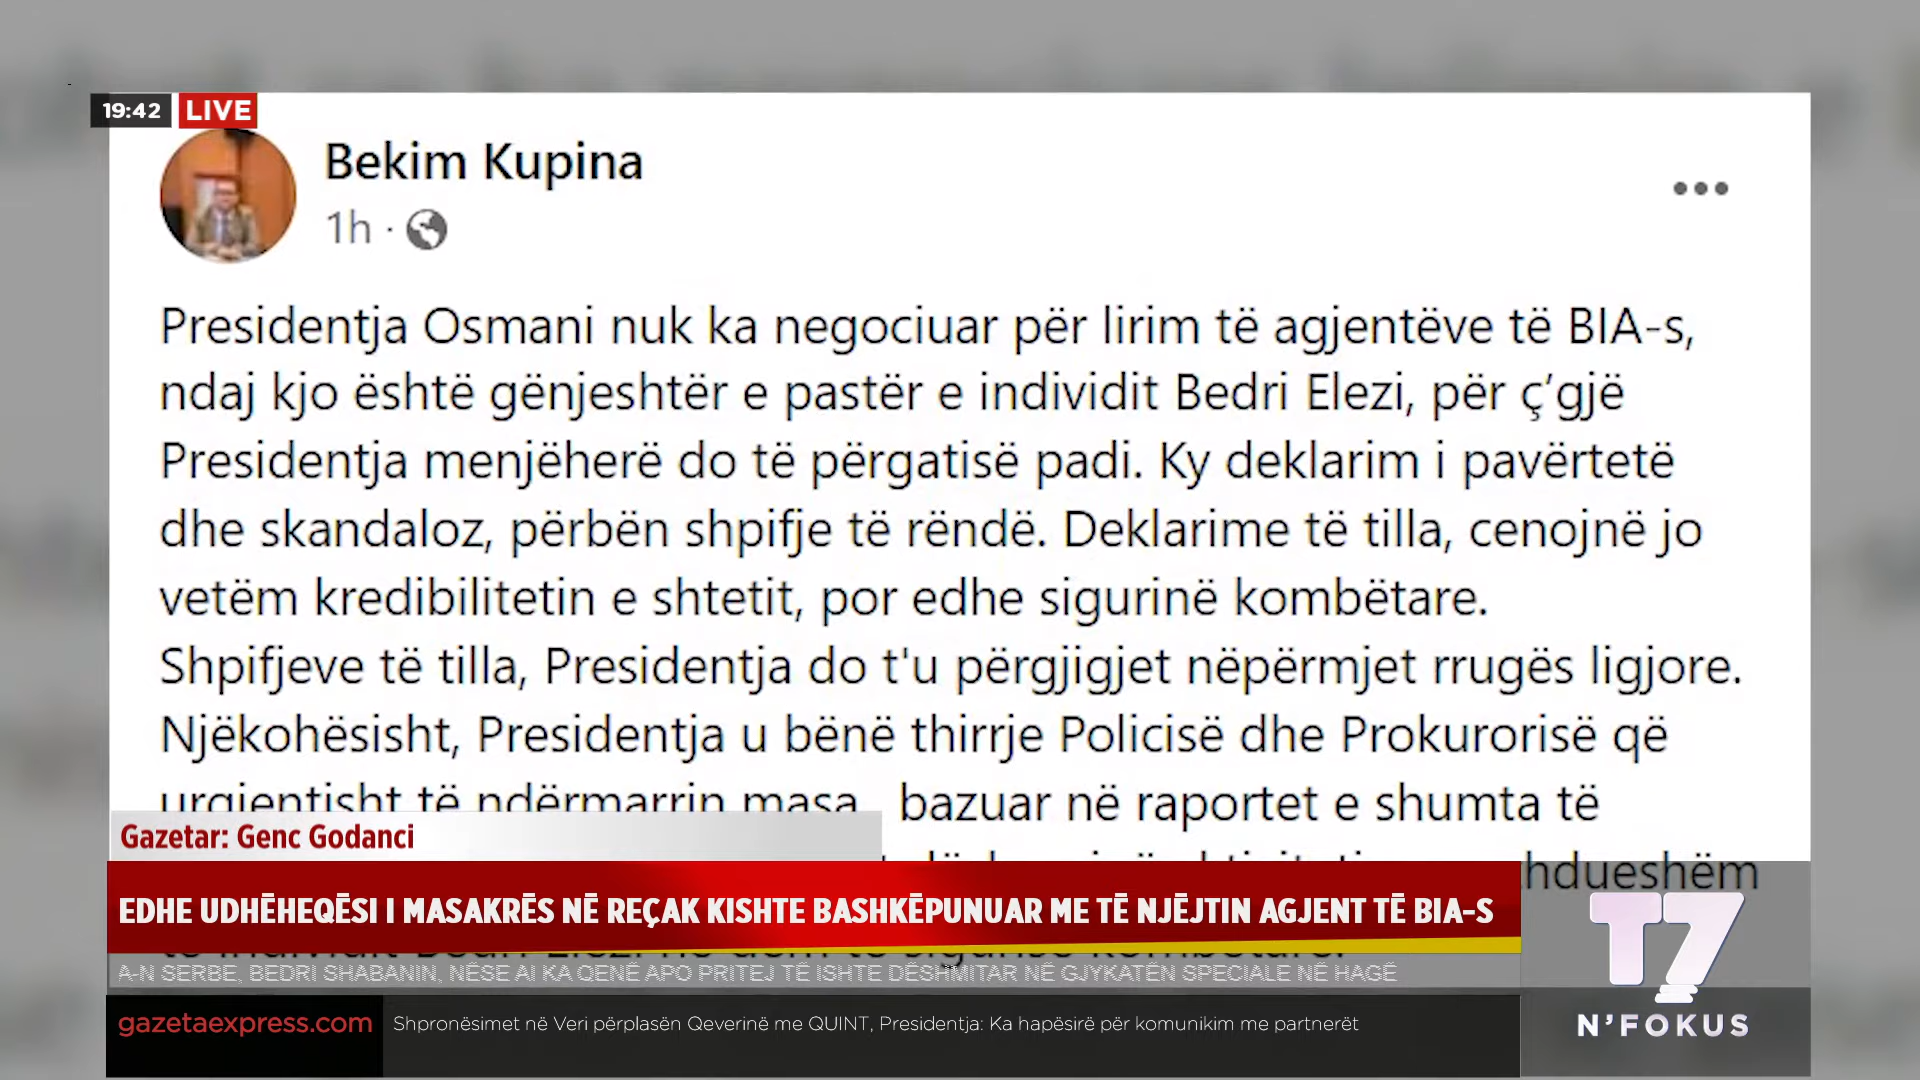 19:42 LIVE
Bekim Kupina
1h ·
Presidentja Osmani nuk ka negociuar për lirim të agjentëve të BIA-s,
ndaj kjo është gënjeshtër e pastër e individit Bedri Elezi, për ç’gjë
Presidentja menjëherë do të përgatisë padi. Ky deklarim i pavërtetë
dhe skandaloz, përbën shpifje të rëndë. Deklarime të tilla, cenojnë jo
vetëm kredibilitetin e shtetit, por edhe sigurinë kombëtare.
Shpifjeve të tilla, Presidentja do t'u përgjigjet nëpërmjet rrugës ligjore.
Njëkohësisht, Presidentja u bënë thirrje Policisë dhe Prokurorisë që
urgjentisht të ndërmarrin masa bazuar në raportet e shumta të
Gazetar: Genc Godanci
EDHE UDHËHEQËSI I MASAKRËS NË REÇAK KISHTE BASHKËPUNUAR ME TË NJËJTIN AGJENT TË BIA-S
A-N SERBE, BEDRI SHABANIN, NËSE AI KA QENË APO PRITEJ TË ISHTE DËSHMITAR NË GJYKATËN SPECIALE NË HAGË
gazetaexpress.com Shpronësimet në Veri përplasën Qeverinë me QUINT, Presidentja: Ka hapësirë për komunikim me partnerët
T7
N’FOKUS